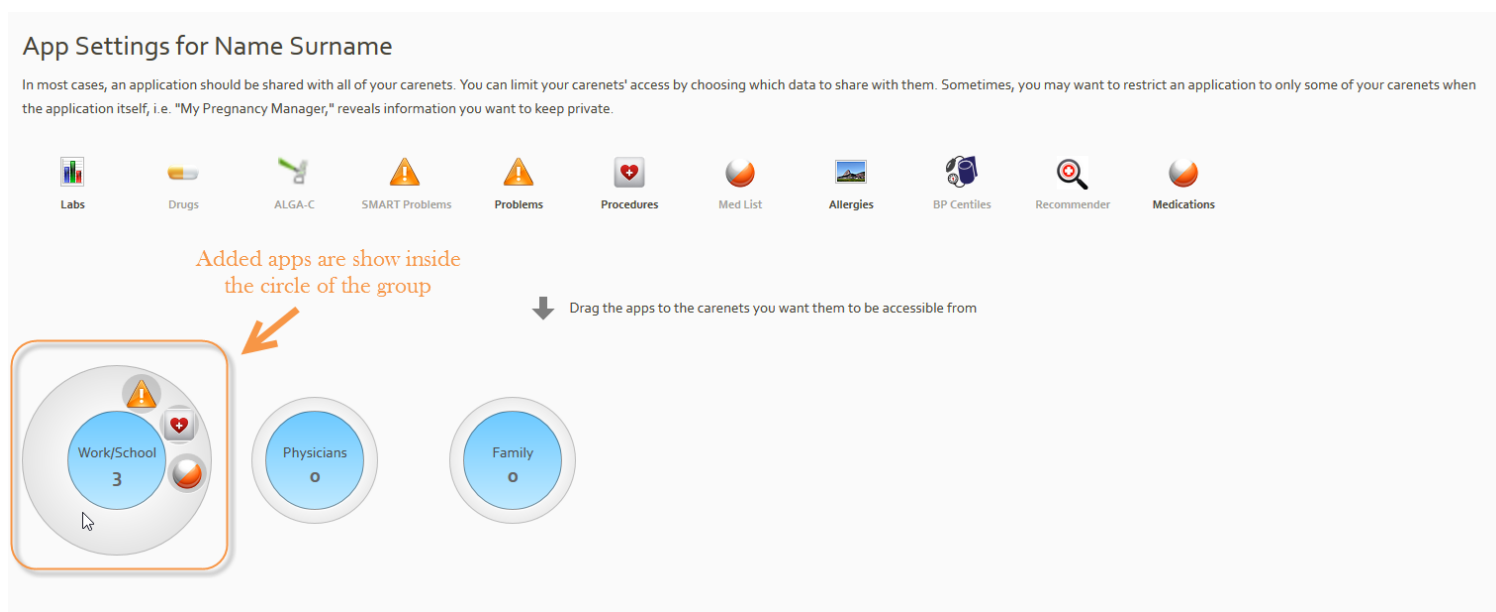 App Settings for Name Surname
In most cases, an application should be shared with all of your carenets. You can limit your carenets' access by choosing which data to share with them. Sometimes, you may want to restrict an application to only some of your carenets when
the application itself, i.e. "My Pregnancy Manager," reveals information you want to keep private.
Labs
Drugs
ALGA-C
SMART Problems
Problems
Procedures
Med List
Allergies
BP Centiles
Recommender
Medications
Added apps are show inside
the circle of the group
Drag the apps to the carenets you want them to be accessible from
Work/School
3
Physicians
0
Family
0